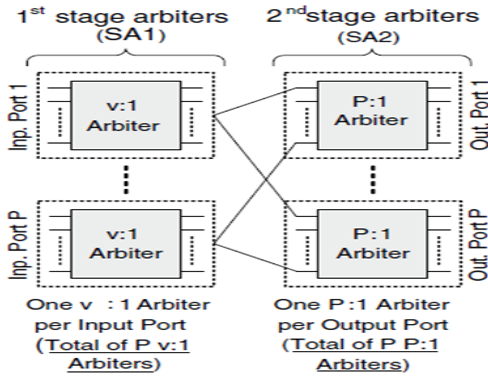 1st stage arbiters
(SA1)
2nd stage arbiters
(SA2)
Inp. Port 1
v:1
Arbiter
P:1
Arbiter
Out. Port 1
Inp. Port P
v:1
Arbiter
P:1
Arbiter
Out. Port P
One v :1 Arbiter
per Input Port
(Total of P v:1
Arbiters)
One P:1 Arbiter
per Output Port
(Total of P P:1
Arbiters)